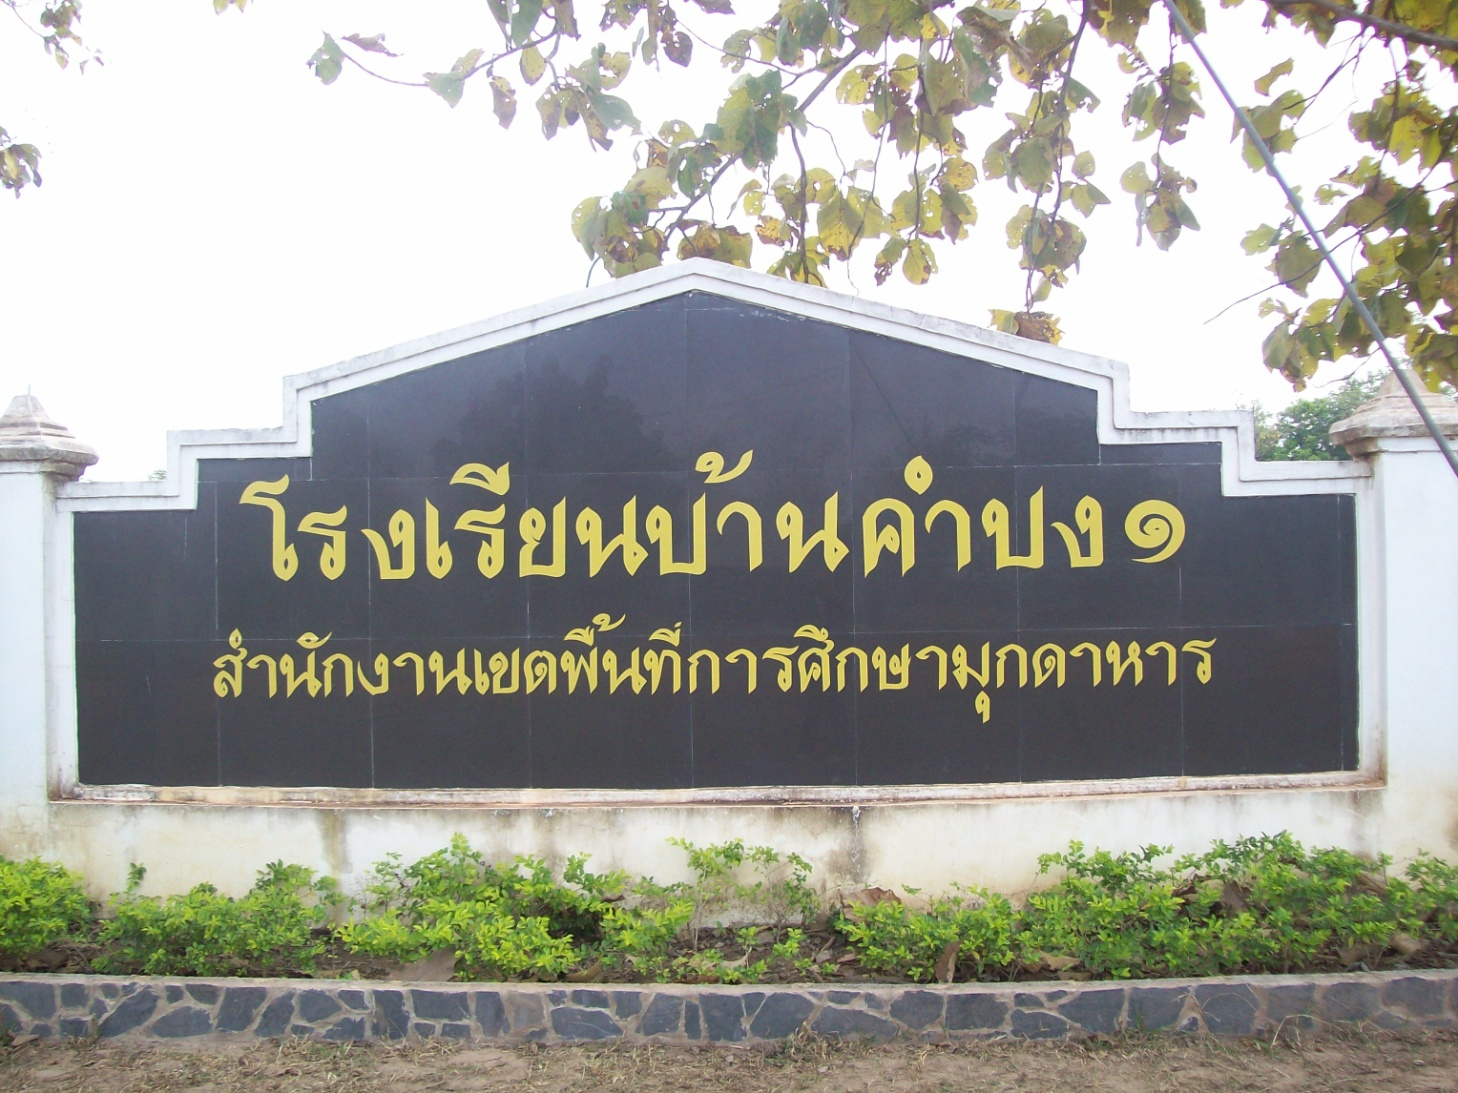 โรงเรียนบ้านคำบง๑
สำนักงานเขตพื้นที่การศึกษามุกดาหาร